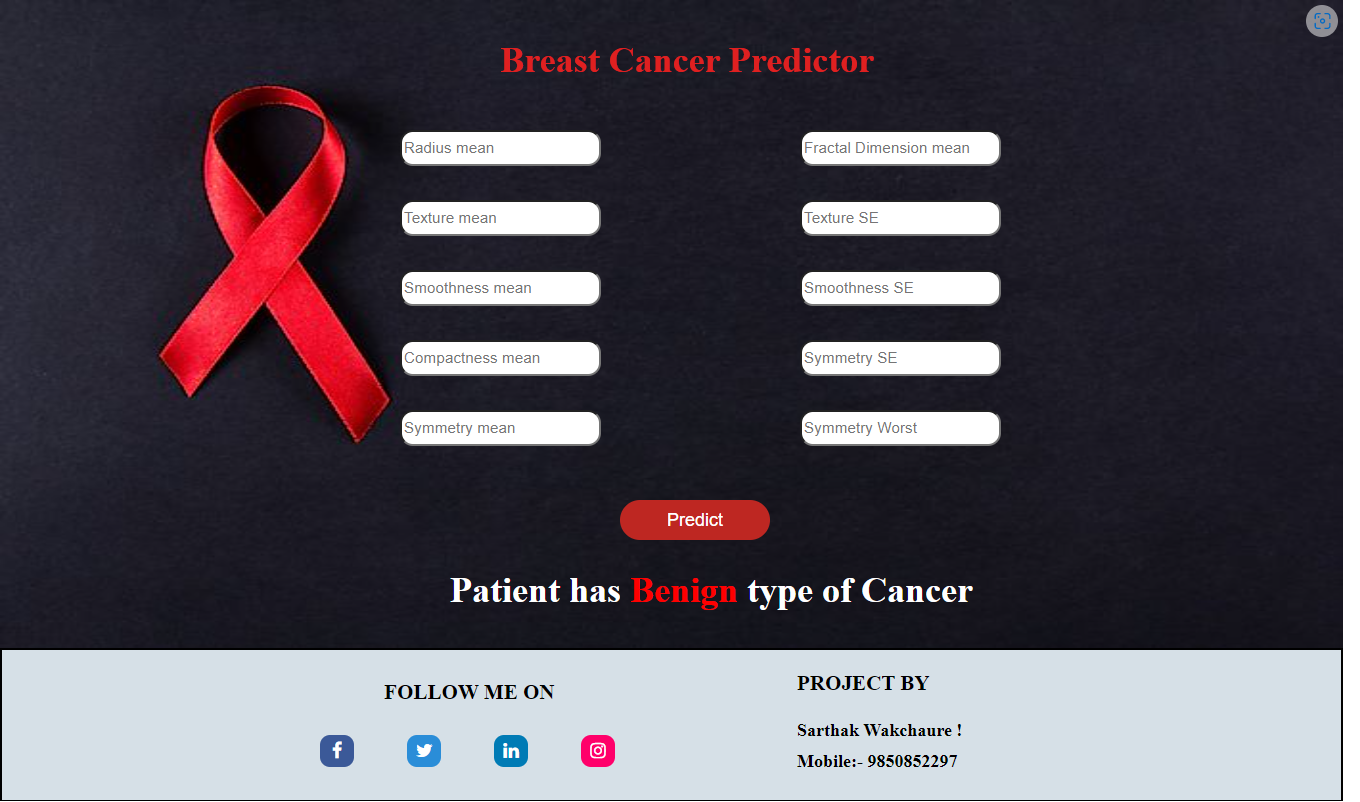 Breast Cancer Predictor
Radius mean
Fractal Dimension mean
Texture mean
Texture SE
Smoothness mean
Smoothness SE
Compactness mean
Symmetry SE
Symmetry mean
Symmetry Worst
Predict
Patient has Benign type of Cancer
FOLLOW ME ON
PROJECT BY
Sarthak Wakchaure !
Mobile:- 9850852297